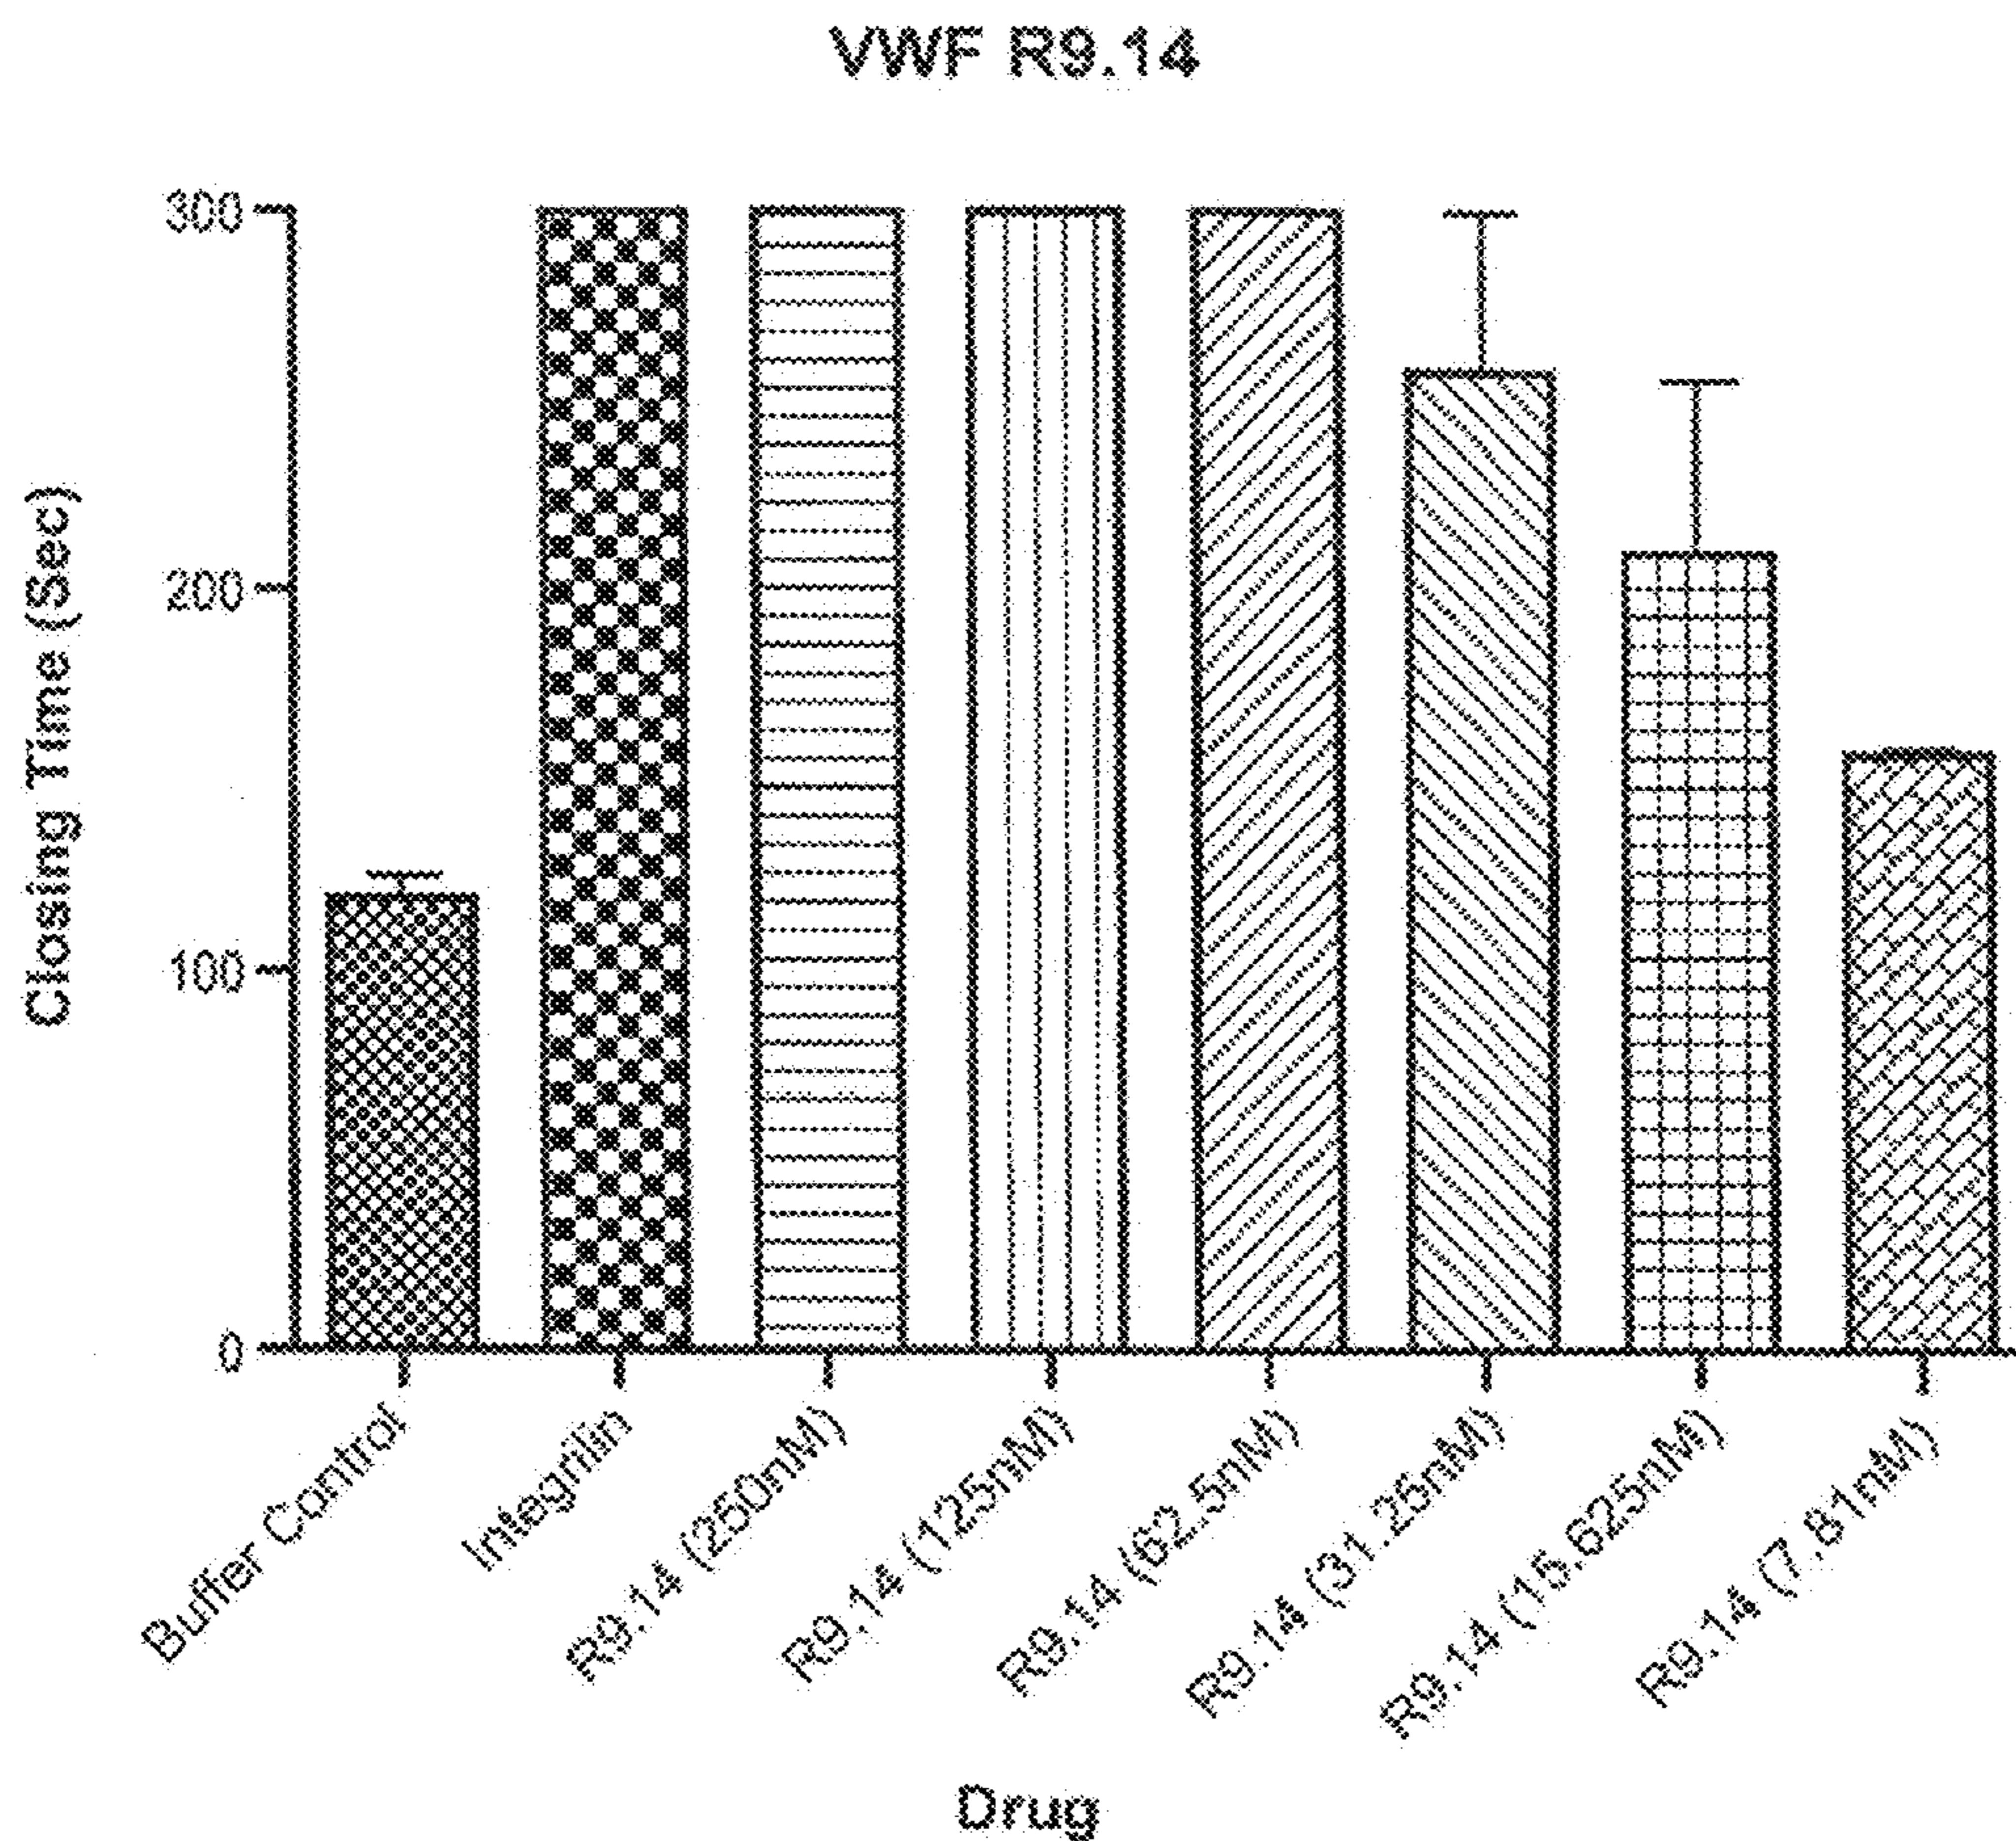 VWF R9.14
Closing Time (Sec)
300
200
100
0
Buffer Control
Integrilin
R9.14 (250nM)
R9.14 (125nM)
R9.14 (62.5nM)
R9.14 (31.25nM)
R9.14 (15.625nM)
R9.14 (7.81nM)
Drug